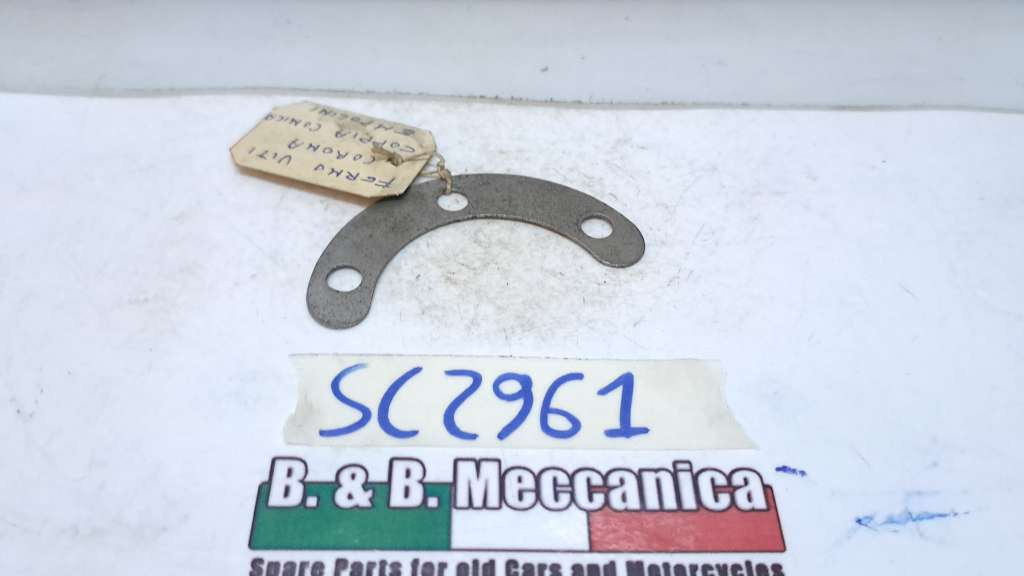 FERMO VITI
CORONA
COPPIA CONICA
SC2961
B. & B. Meccanica
Spare Parts for old Cars and Motorcycles